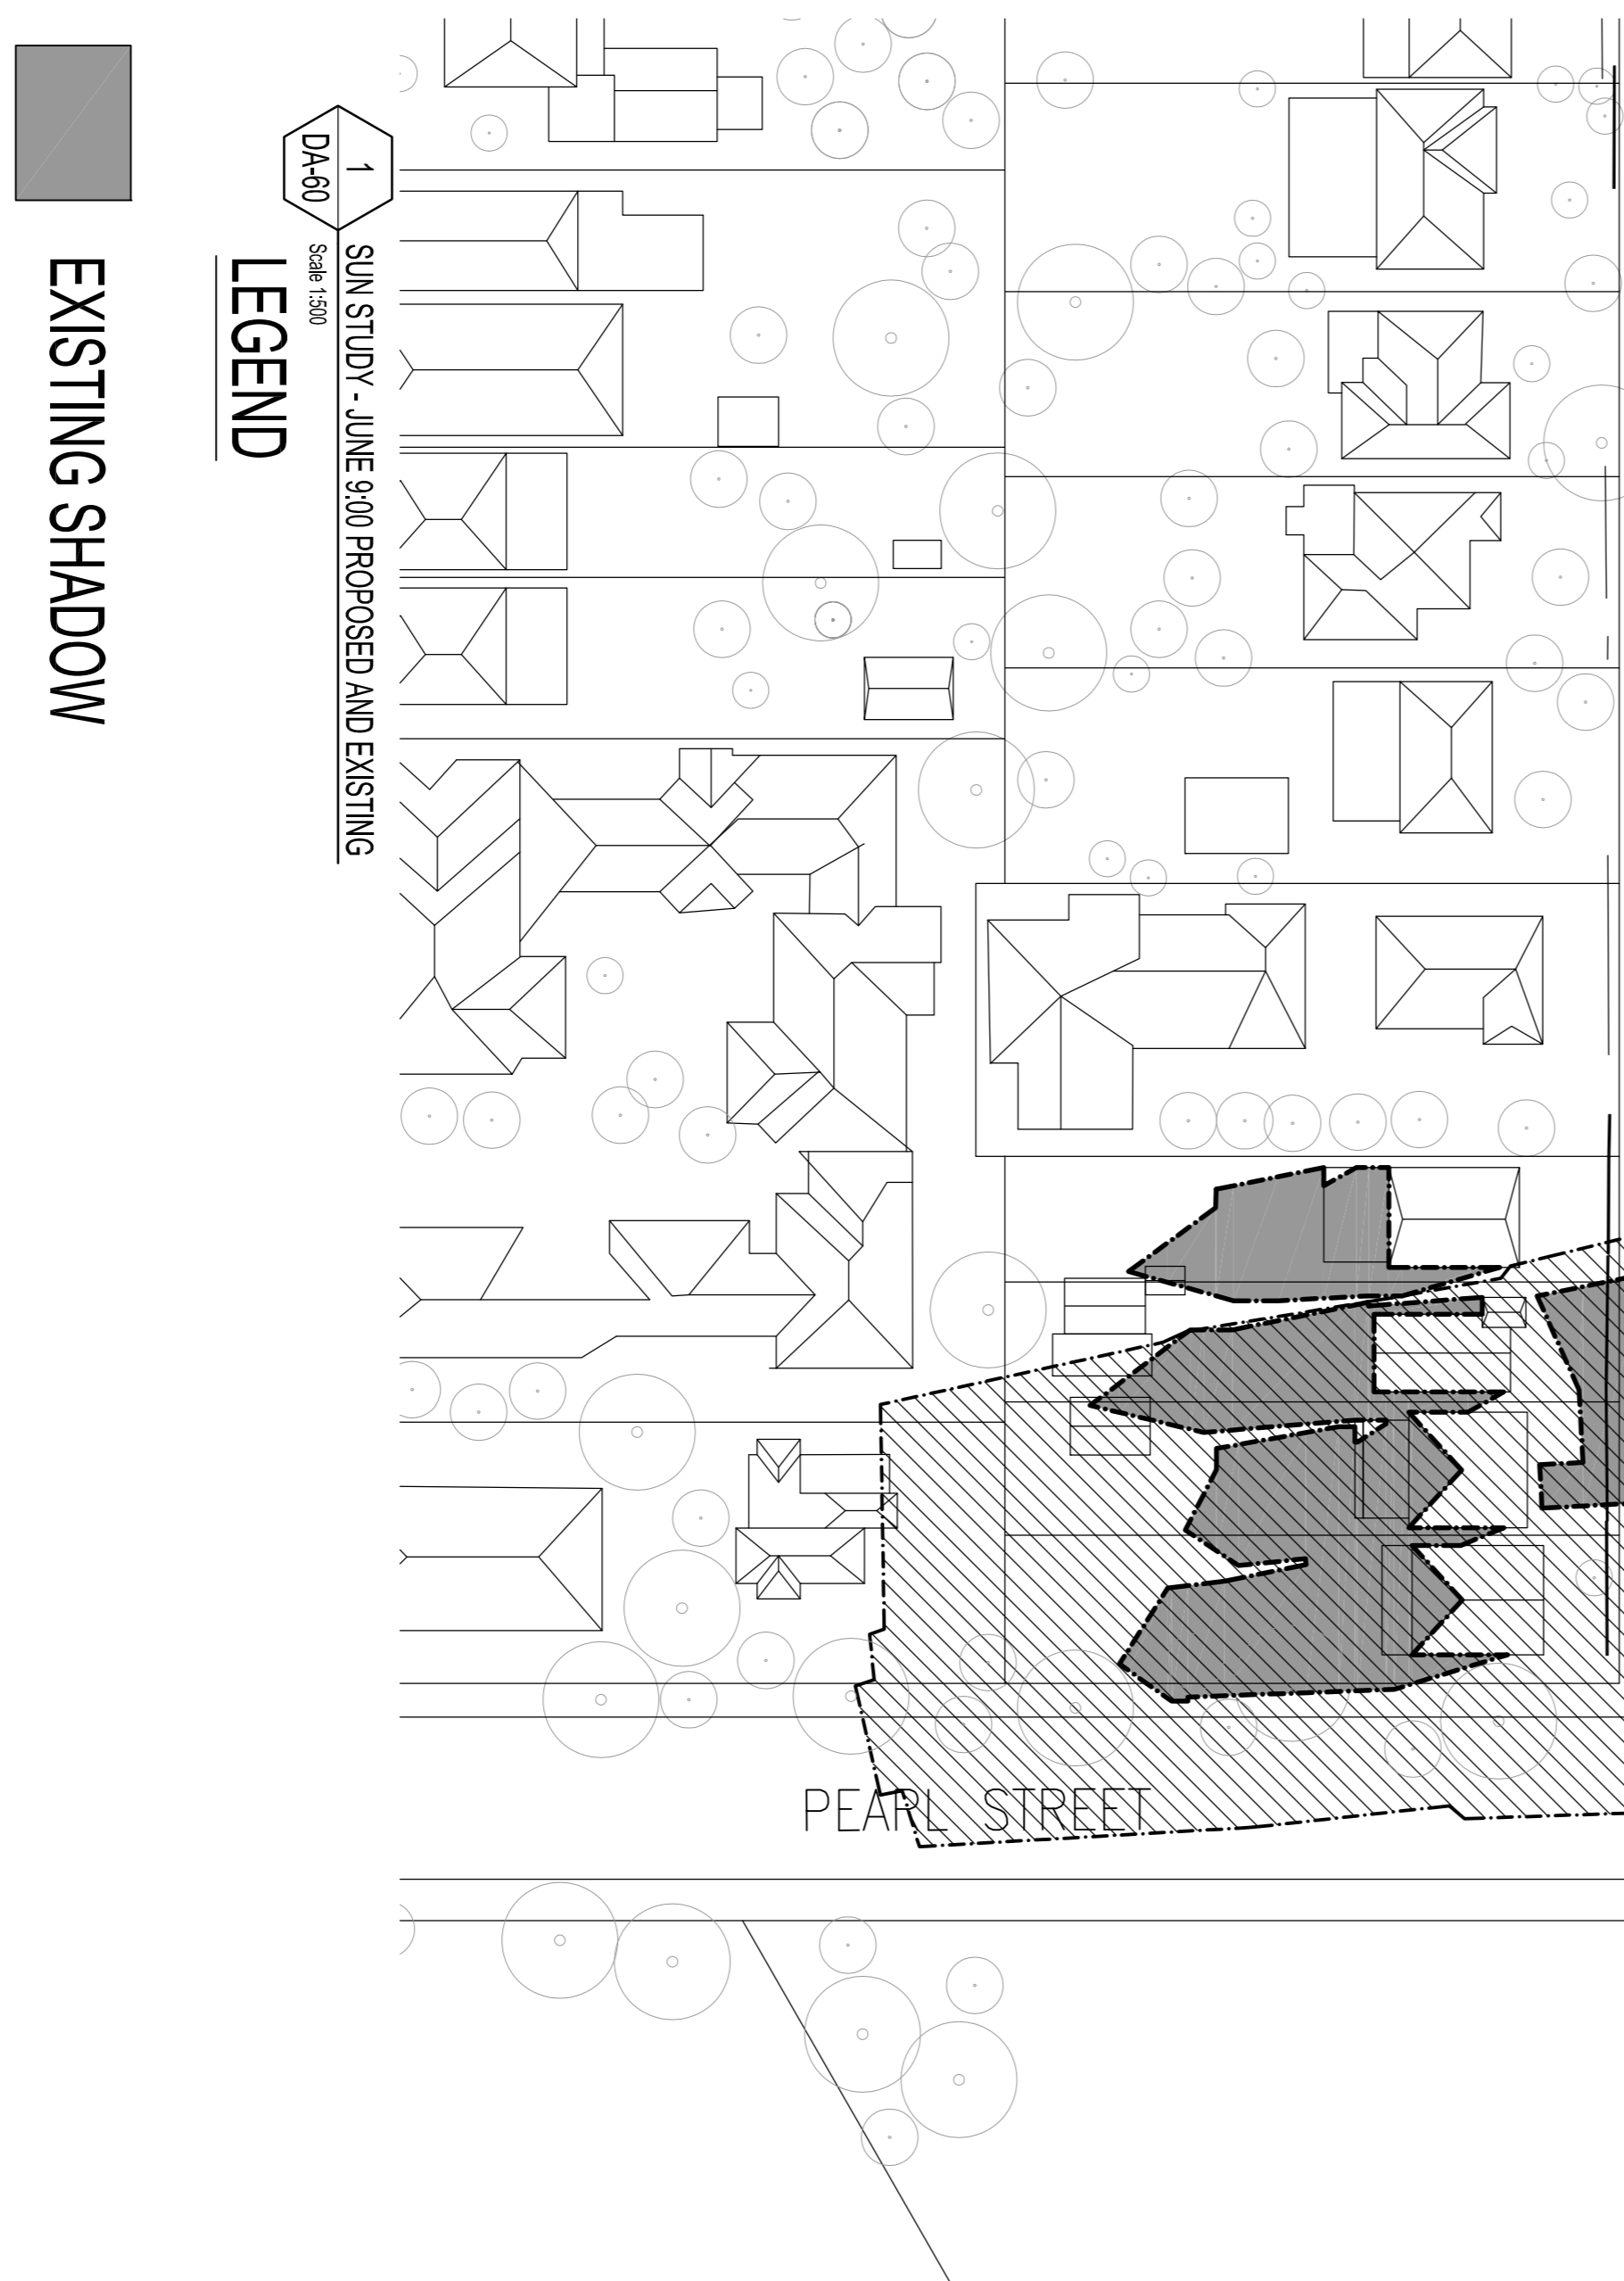 1
DA-60
SUN STUDY - JUNE 9:00 PROPOSED AND EXISTING
Scale 1:500
LEGEND
EXISTING SHADOW
PEARL STREET